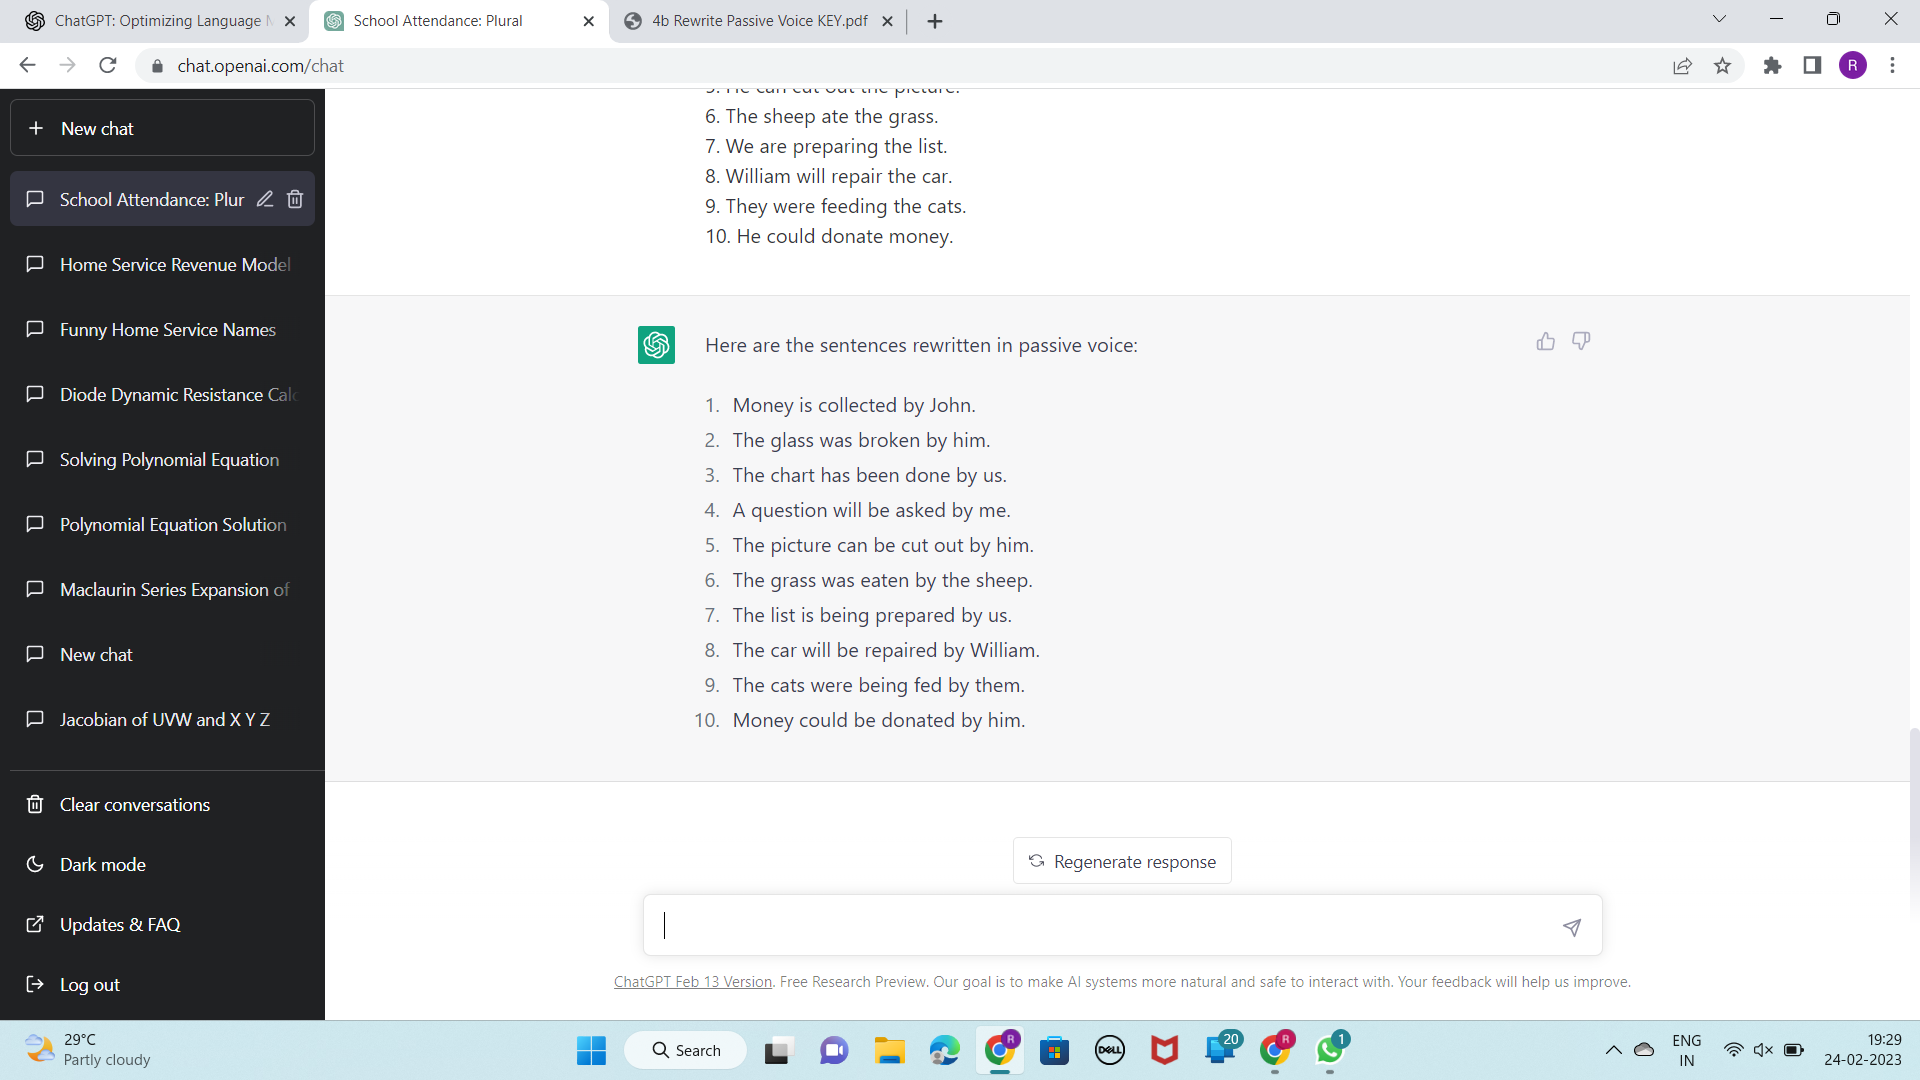 ChatGPT: Optimizing Language
School Attendance: Plural
4b Rewrite Passive Voice KEY.pdf
chat.openai.com/chat
R
New chat
School Attendance: Plur
Home Service Revenue Model
Funny Home Service Names
Diode Dynamic Resistance Calc
Solving Polynomial Equation
Polynomial Equation Solution
Maclaurin Series Expansion of
New chat
Jacobian of UVW and X Y Z
Clear conversations
Dark mode
Updates & FAQ
Log out
5. He can cut out the picture.
6. The sheep ate the grass.
7. We are preparing the list.
8. William will repair the car.
9. They were feeding the cats.
10. He could donate money.
Here are the sentences rewritten in passive voice:
1. Money is collected by John.
2. The glass was broken by him.
3. The chart has been done by us.
4. A question will be asked by me.
5. The picture can be cut out by him.
6. The grass was eaten by the sheep.
7. The list is being prepared by us.
8. The car will be repaired by William.
9. The cats were being fed by them.
10. Money could be donated by him.
Regenerate response
ChatGPT Feb 13 Version. Free Research Preview. Our goal is to make AI systems more natural and safe to interact with. Your feedback will help us improve.
29°C
Partly cloudy
Search
R
DELL
20
R
1
ENG
IN
19:29
24-02-2023